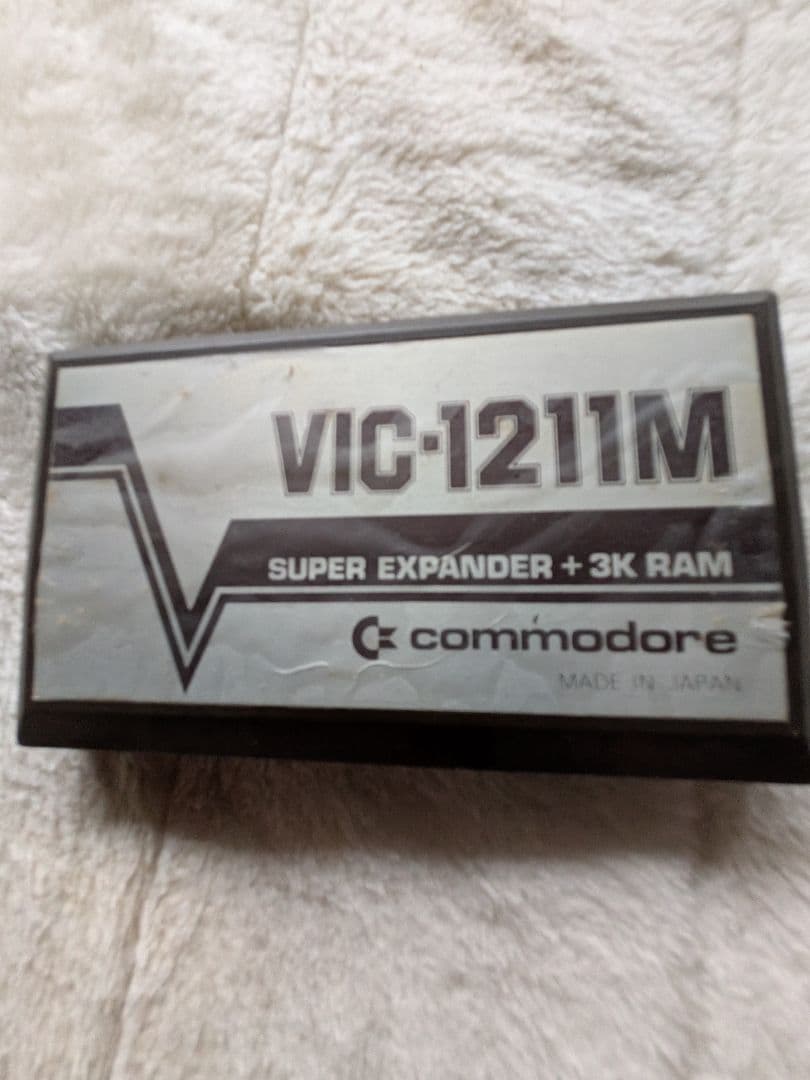 VIC-1211M
SUPER EXPANDER + 3K RAM
commodore
MADE IN JAPAN